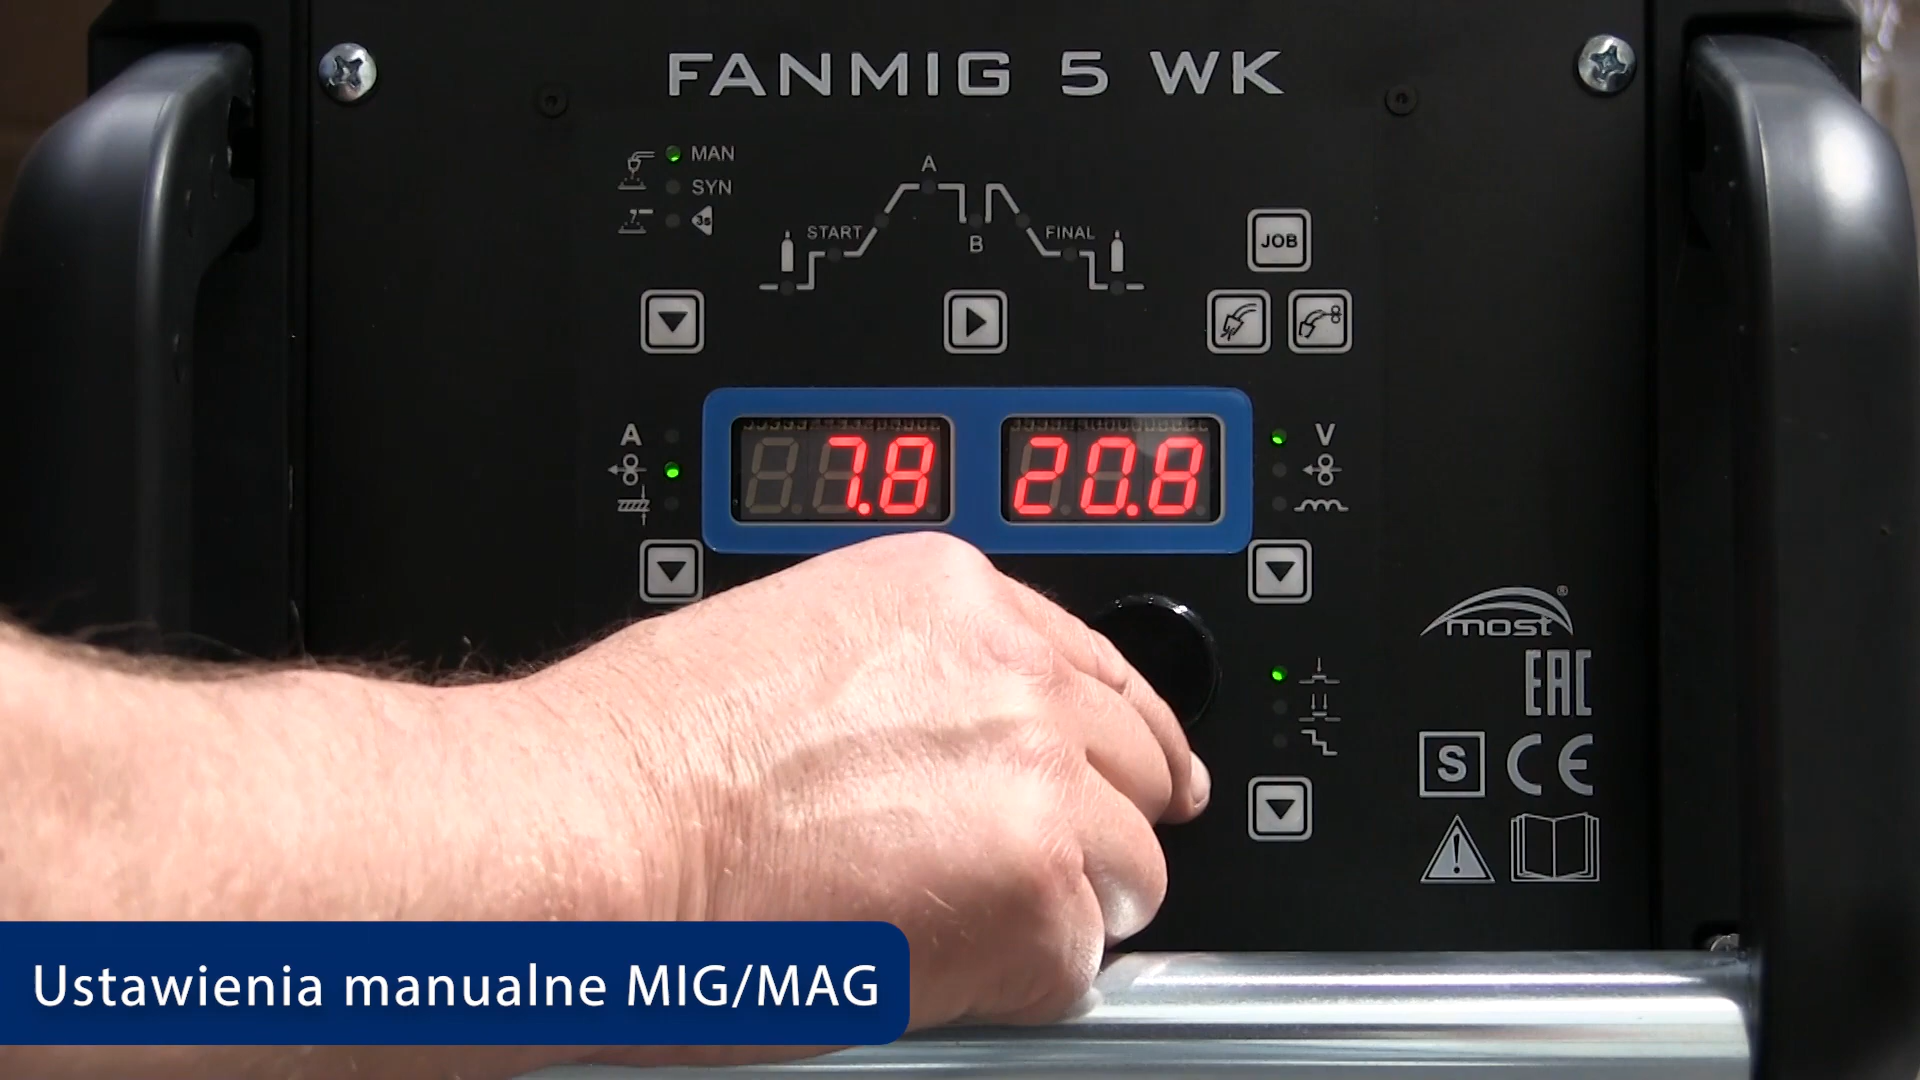 FANMIG 5 WK
MAN
SYN
3s
A
START
B
FINAL
JOB
A
7.8
20.8
V
most®
EAC
S
CE
Ustawienia manualne MIG/MAG